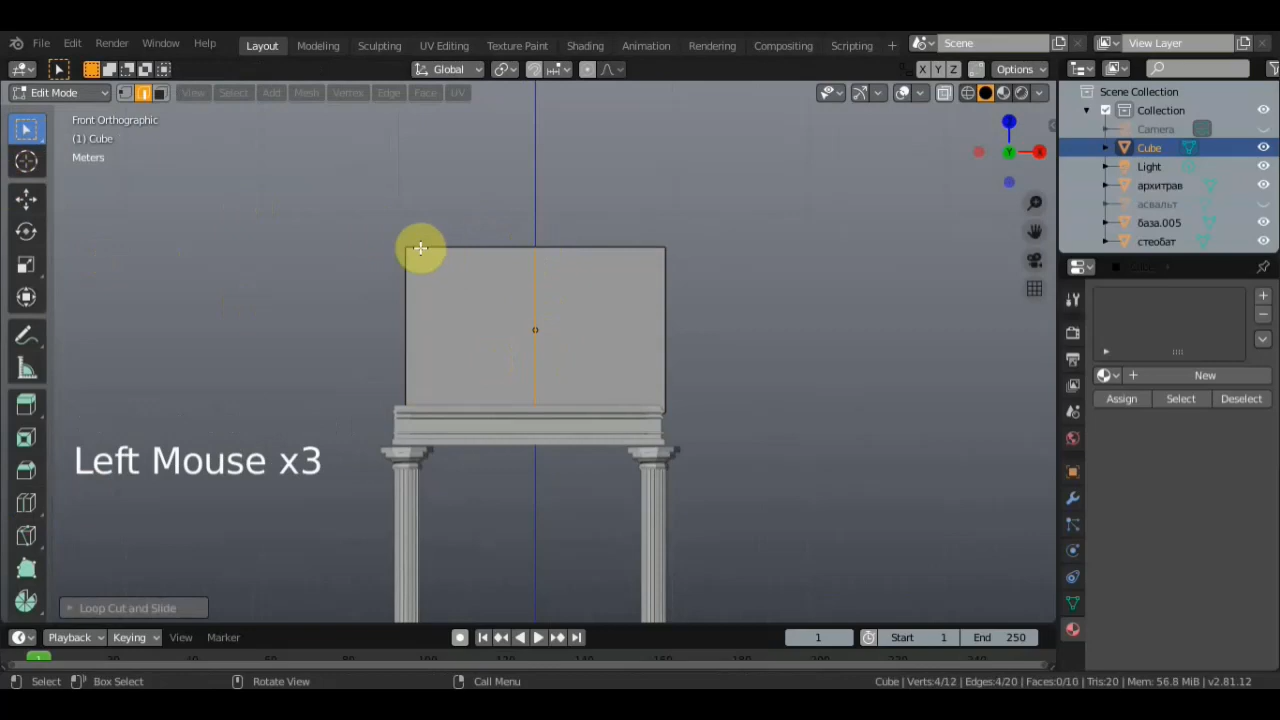 File Edit Render Window Help Layout Modeling Sculpting UV Editing Texture Paint Shading Animation Rendering Compositing Scripting + Scene View Layer
Global X Y Z Options
Edit Mode View Select Add Mesh Vertex Edge Face UV
Scene Collection
Collection
Camera
Cube
Light
архитрав
асвальт
база.005
стеобат
Front Orthographic
(1) Cube
Meters
Z
Y
X
New
Assign Select Deselect
Left Mouse x3
Loop Cut and Slide
Playback Keying View Marker 1 Start 1 End 250
1
Select Box Select Rotate View Call Menu Cube | Verts:4/12 | Edges:4/20 | Faces:0/10 | Tris:20 | Mem: 56.8 MiB | v2.81.12